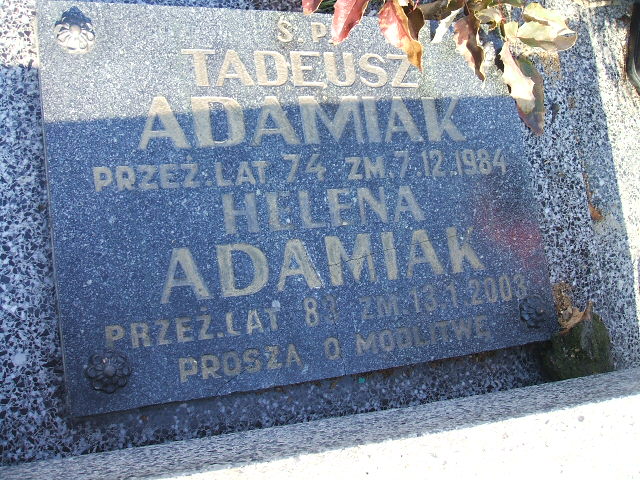 Ś. P.
TADEUSZ
ADAMIAK
PRZEŻ. LAT 74 ZM. 7.12.1984
HELENA
ADAMIAK
PRZEŻ. LAT ZM. 13.1.2003
PROSZĄ O MODLITWĘ